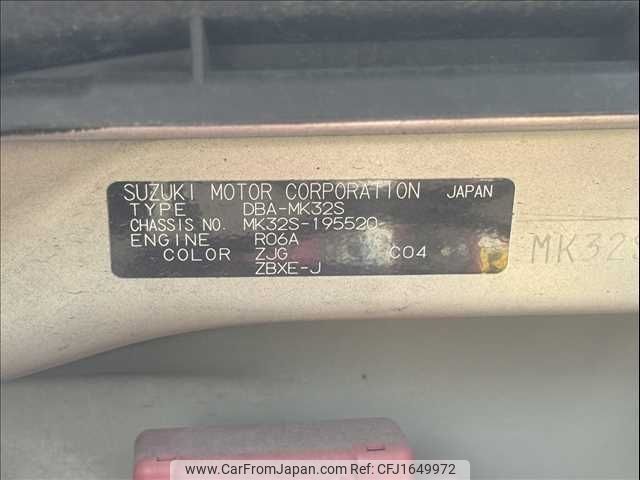 SUZUKI MOTOR CORPORATION JAPAN
TYPE DBA-MK32S
CHASSIS NO. MK32S-195520
ENGINE R06A
COLOR ZJG C04
ZBXE-J
MK32S
www.CarFromJapan.com ID: CFJ1649972